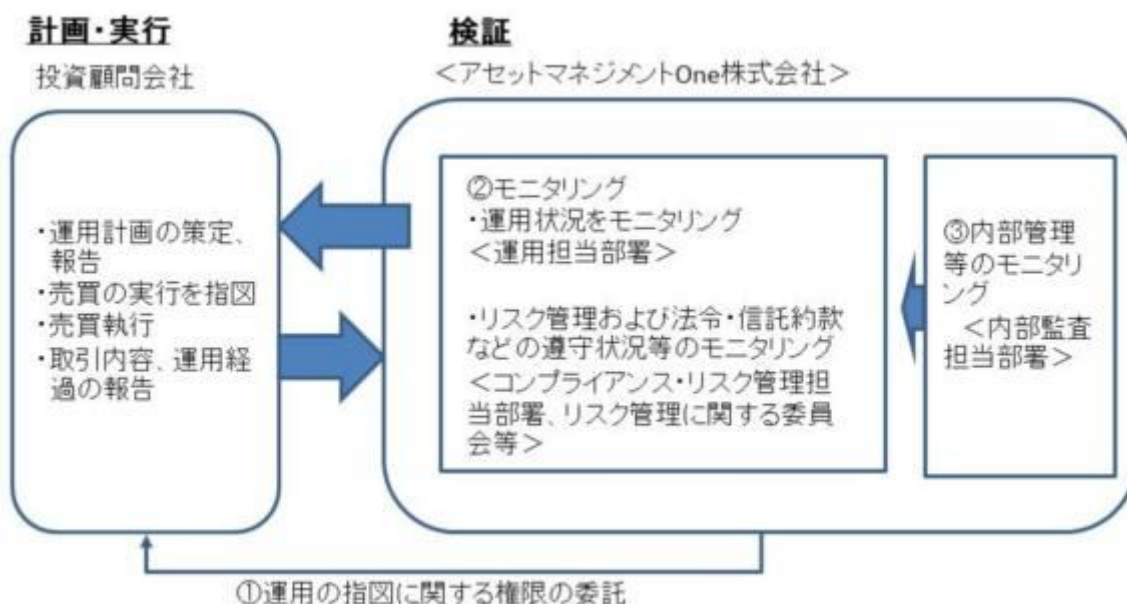 計画・実行
投資顧問会社
・運用計画の策定、
報告
・売買の実行を指図
・売買執行
・取引内容、運用経
過の報告
検証
＜アセットマネジメントOne株式会社＞
②モニタリング
・運用状況をモニタリング
＜運用担当部署＞
・リスク管理および法令・信託約款
などの遵守状況等のモニタリング
＜コンプライアンス・リスク管理担
当部署、リスク管理に関する委員
会等＞
③内部管理
等のモニタリ
ング
＜内部監査
担当部署＞
①運用の指図に関する権限の委託